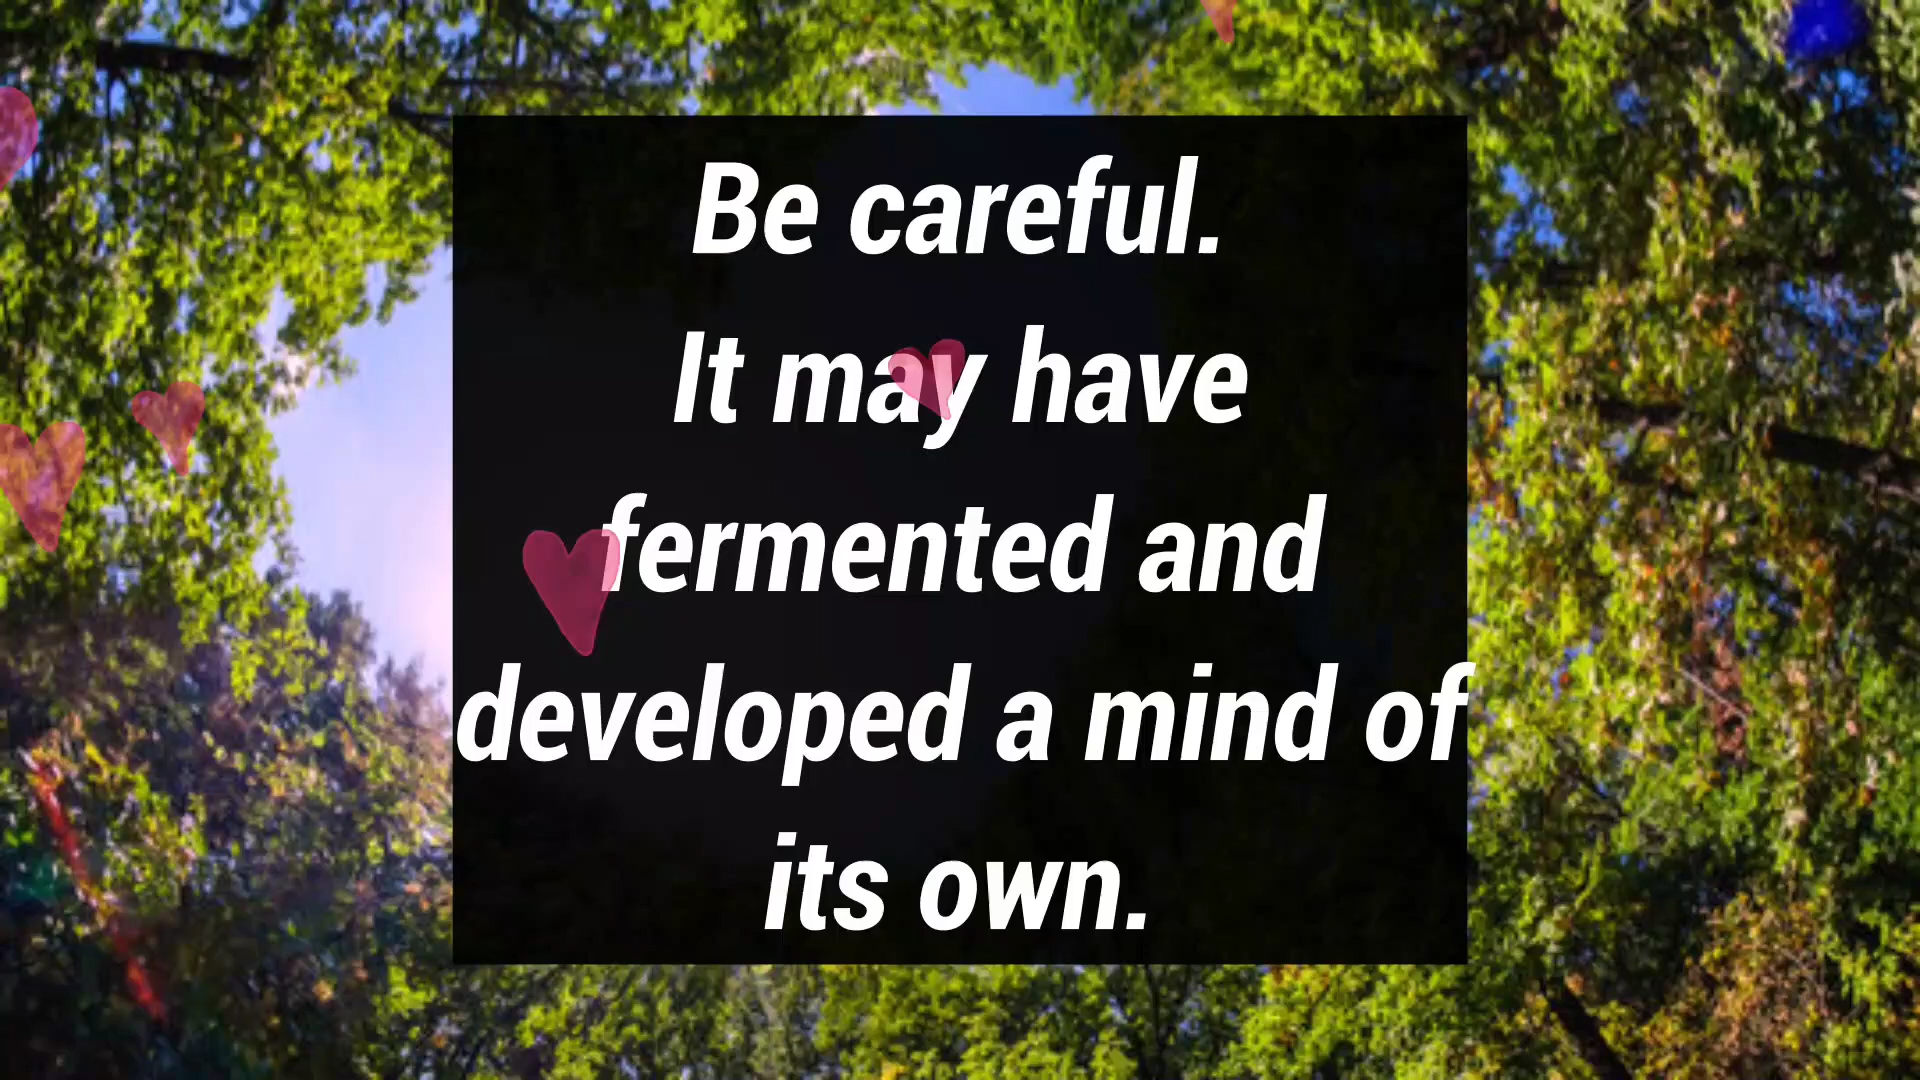 Be careful.
It may have
fermented and
developed a mind of
its own.